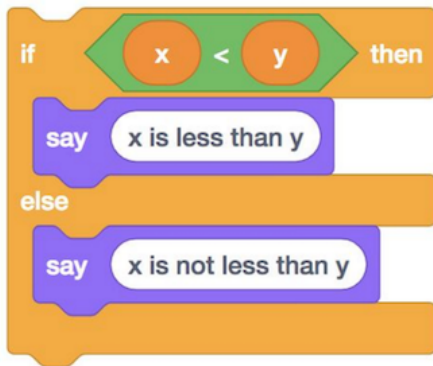 if x < y then
say x is less than y
else
say x is not less than y